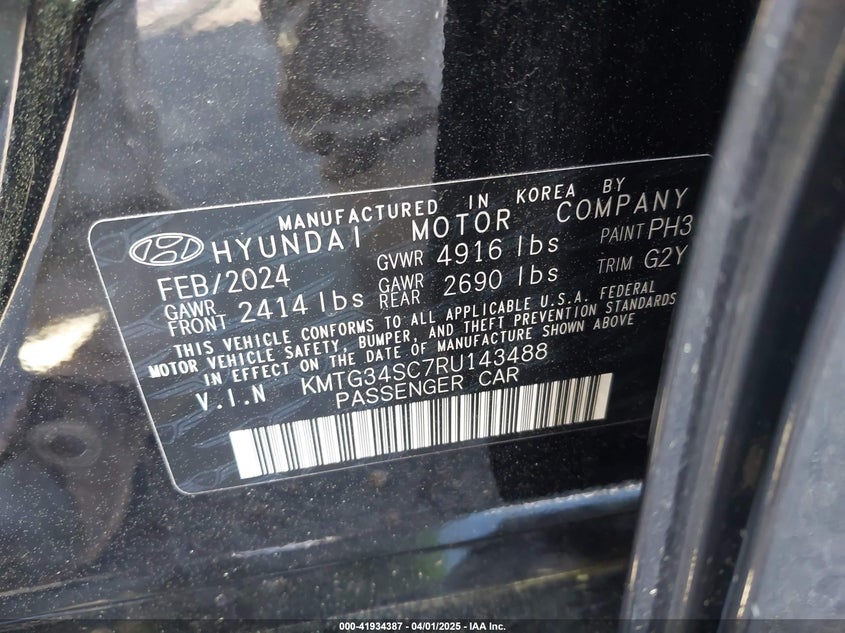 MANUFACTURED IN KOREA BY
HYUNDAI MOTOR COMPANY
FEB/2024 GVWR 4916 lbs PAINT PH3
GAWR FRONT 2414 lbs GAWR REAR 2690 lbs TRIM G2Y
THIS VEHICLE CONFORMS TO ALL APPLICABLE U.S.A. FEDERAL
MOTOR VEHICLE SAFETY, BUMPER, AND THEFT PREVENTION STANDARDS
IN EFFECT ON THE DATE OF MANUFACTURE SHOWN ABOVE
V.I.N KMTG34SC7RU143488
PASSENGER CAR
000-41934387 - 04/01/2025 - IAA Inc.